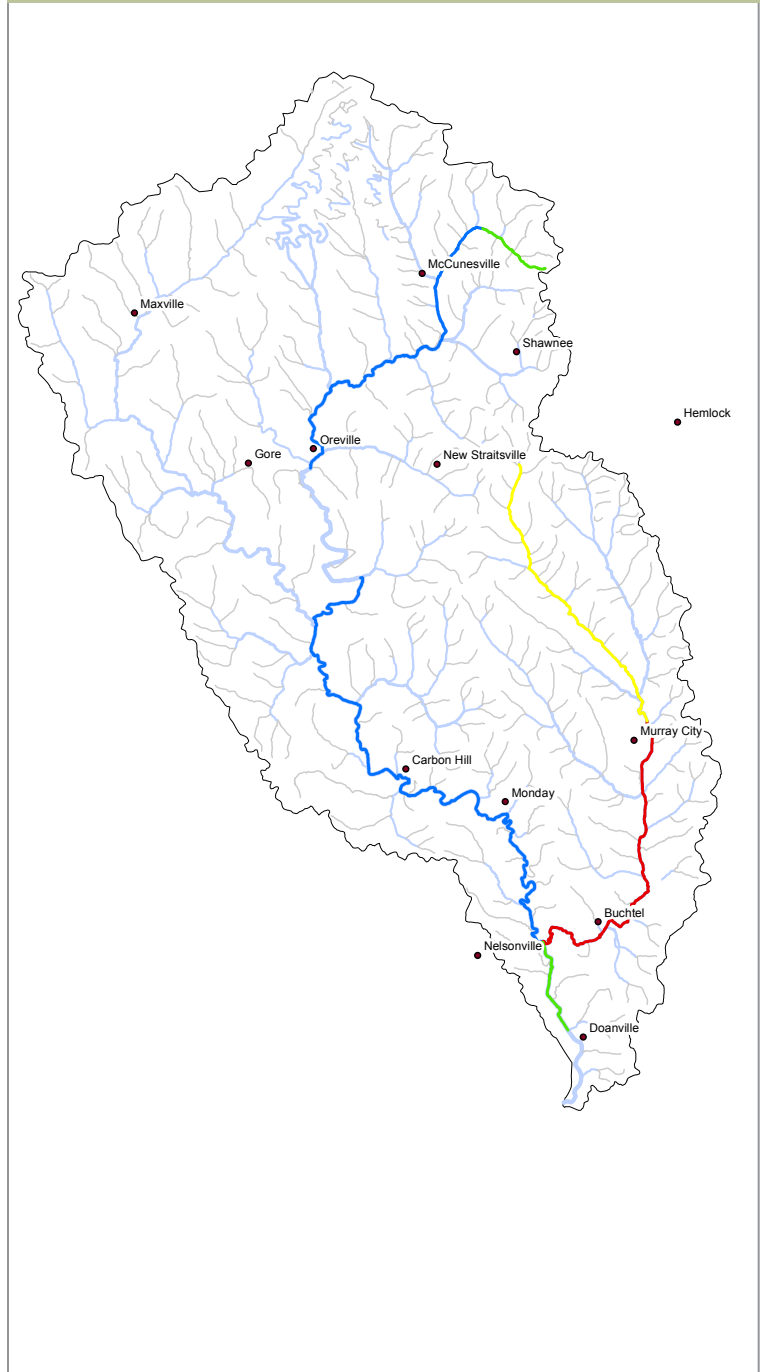 McCunesville
Maxville
Shawnee
Hemlock
Oreville
Gore
New Straitsville
Murray City
Carbon Hill
Monday
Buchtel
Nelsonville
Doanville